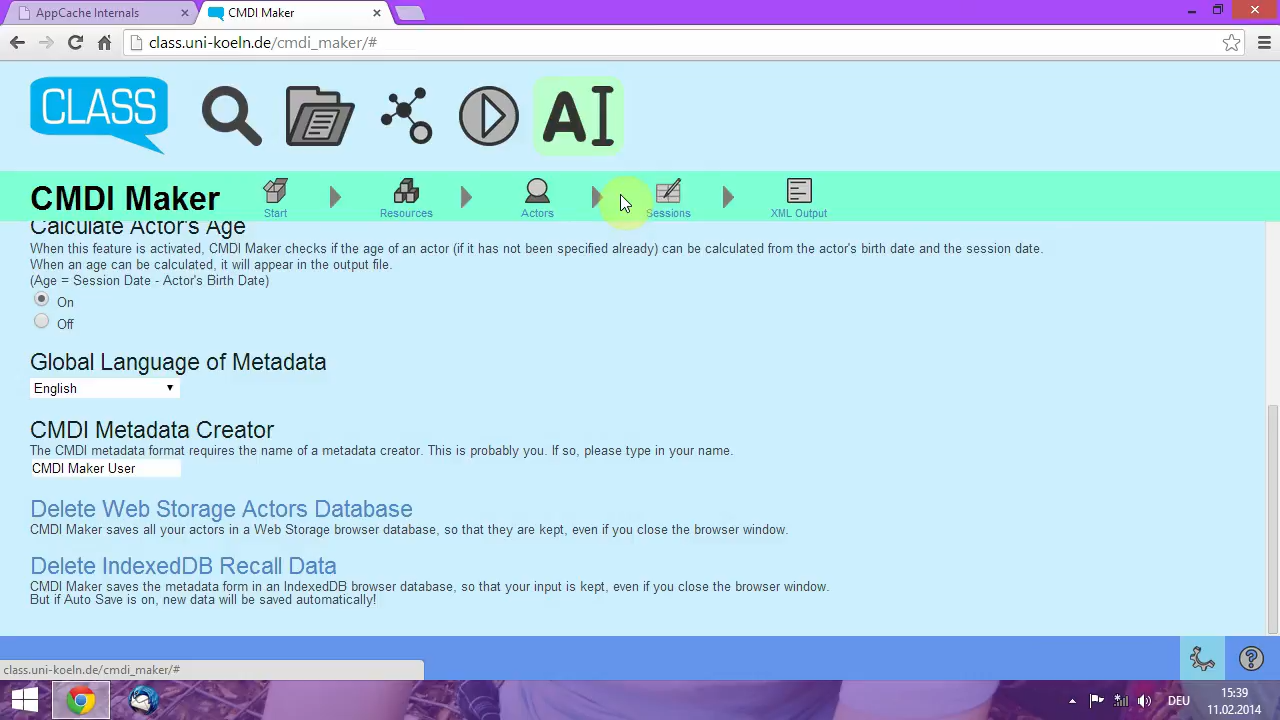 AppCache Internals
CMDI Maker
class.uni-koeln.de/cmdi_maker/#
CLASS
AI
CMDI Maker
Start
Resources
Actors
Sessions
XML Output
Calculate Actor's Age
When this feature is activated, CMDI Maker checks if the age of an actor (if it has not been specified already) can be calculated from the actor's birth date and the session date.
When an age can be calculated, it will appear in the output file.
(Age = Session Date - Actor's Birth Date)
On
Off
Global Language of Metadata
English
CMDI Metadata Creator
The CMDI metadata format requires the name of a metadata creator. This is probably you. If so, please type in your name.
CMDI Maker User
Delete Web Storage Actors Database
CMDI Maker saves all your actors in a Web Storage browser database, so that they are kept, even if you close the browser window.
Delete IndexedDB Recall Data
CMDI Maker saves the metadata form in an IndexedDB browser database, so that your input is kept, even if you close the browser window.
But if Auto Save is on, new data will be saved automatically!
class.uni-koeln.de/cmdi_maker/#
DEU
15:39
11.02.2014